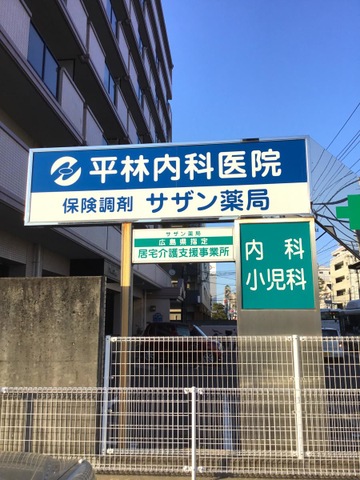 平林内科医院
保険調剤 サザン薬局
サザン薬局
広島県指定
居宅介護支援事業所
内科
小児科